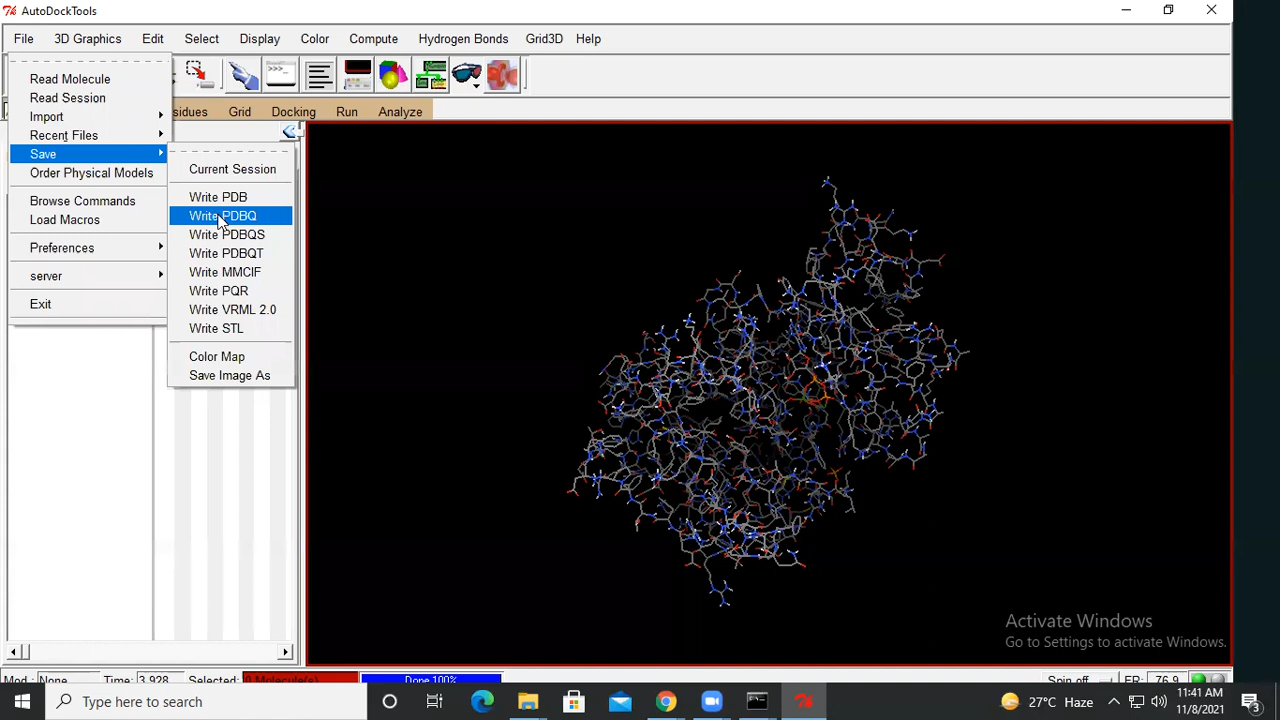 AutoDockTools
File 3D Graphics Edit Select Display Color Compute Hydrogen Bonds Grid3D Help
>>>_
sidues Grid Docking Run Analyze
Read Molecule
Read Session
Import
Recent Files
Save
Order Physical Models
Browse Commands
Load Macros
Preferences
server
Exit
Current Session
Write PDB
Write PDBQ
Write PDBQS
Write PDBQT
Write MMCIF
Write PQR
Write VRML 2.0
Write STL
Color Map
Save Image As
Activate Windows
Go to Settings to activate Windows.
Mod.: None Time: 3.928 Selected: 0 Molecule(s) Done 100% Spin off FR: 76.9
Type here to search
27°C Haze
11:41 AM
11/8/2021
3